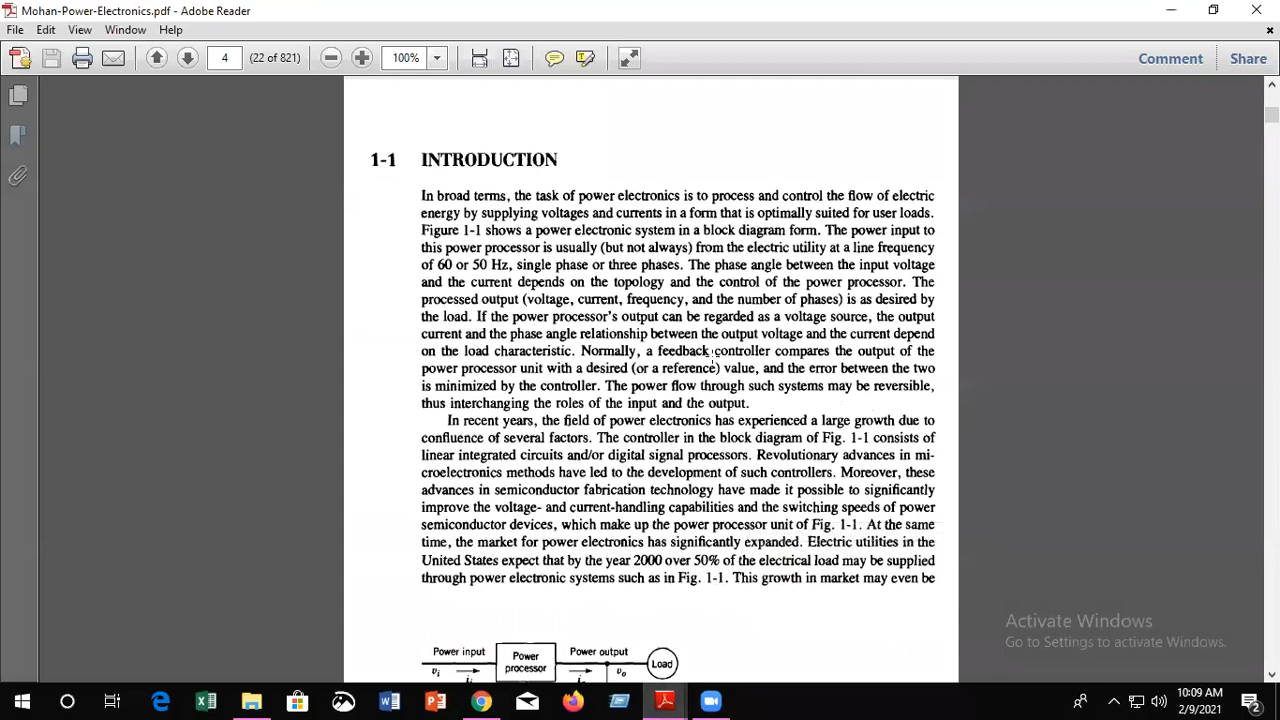 Mohan-Power-Electronics.pdf - Adobe Reader
File Edit View Window Help
4 (22 of 821) 100% Comment Share
1-1 INTRODUCTION
In broad terms, the task of power electronics is to process and control the flow of electric
energy by supplying voltages and currents in a form that is optimally suited for user loads.
Figure 1-1 shows a power electronic system in a block diagram form. The power input to
this power processor is usually (but not always) from the electric utility at a line frequency
of 60 or 50 Hz, single phase or three phases. The phase angle between the input voltage
and the current depends on the topology and the control of the power processor. The
processed output (voltage, current, frequency, and the number of phases) is as desired by
the load. If the power processor's output can be regarded as a voltage source, the output
current and the phase angle relationship between the output voltage and the current depend
on the load characteristic. Normally, a feedback controller compares the output of the
power processor unit with a desired (or a reference) value, and the error between the two
is minimized by the controller. The power flow through such systems may be reversible,
thus interchanging the roles of the input and the output.
In recent years, the field of power electronics has experienced a large growth due to
confluence of several factors. The controller in the block diagram of Fig. 1-1 consists of
linear integrated circuits and/or digital signal processors. Revolutionary advances in mi-
croelectronics methods have led to the development of such controllers. Moreover, these
advances in semiconductor fabrication technology have made it possible to significantly
improve the voltage- and current-handling capabilities and the switching speeds of power
semiconductor devices, which make up the power processor unit of Fig. 1-1. At the same
time, the market for power electronics has significantly expanded. Electric utilities in the
United States expect that by the year 2000 over 50% of the electrical load may be supplied
through power electronic systems such as in Fig. 1-1. This growth in market may even be
Power input
Power processor
Power output
Load
vi
vo
Activate Windows
Go to Settings to activate Windows.
10:09 AM
2/9/2021
2